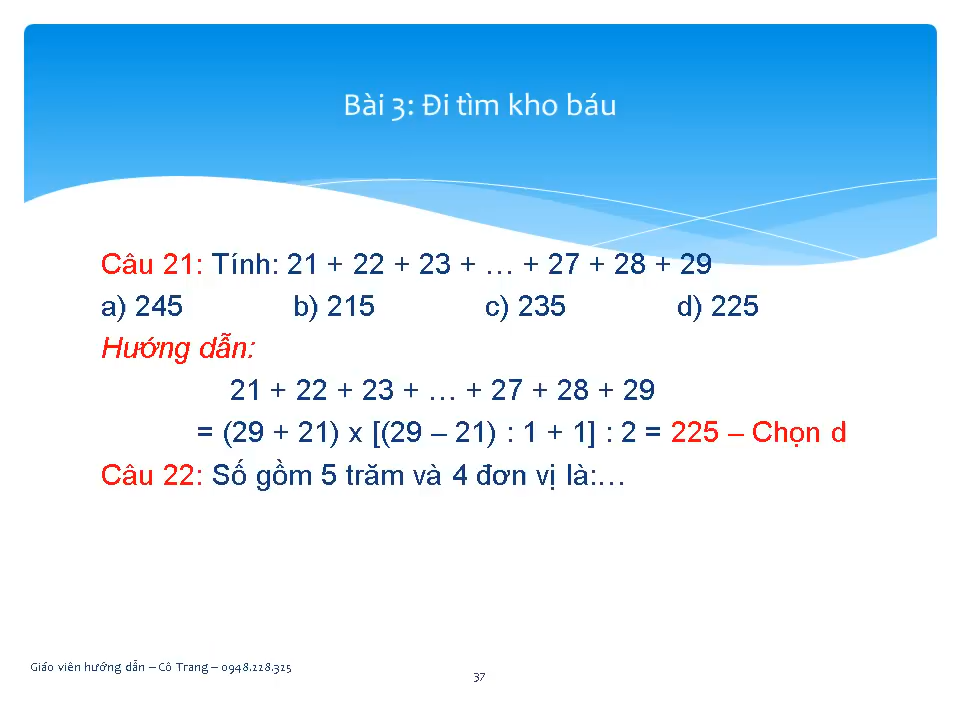 Bài 3: Đi tìm kho báu
Câu 21: Tính: 21 + 22 + 23 + … + 27 + 28 + 29
a) 245 b) 215 c) 235 d) 225
Hướng dẫn:
21 + 22 + 23 + … + 27 + 28 + 29
= (29 + 21) x [(29 – 21) : 1 + 1] : 2 = 225 – Chọn d
Câu 22: Số gồm 5 trăm và 4 đơn vị là:…
Giáo viên hướng dẫn – Cô Trang – 0948.228.325
37